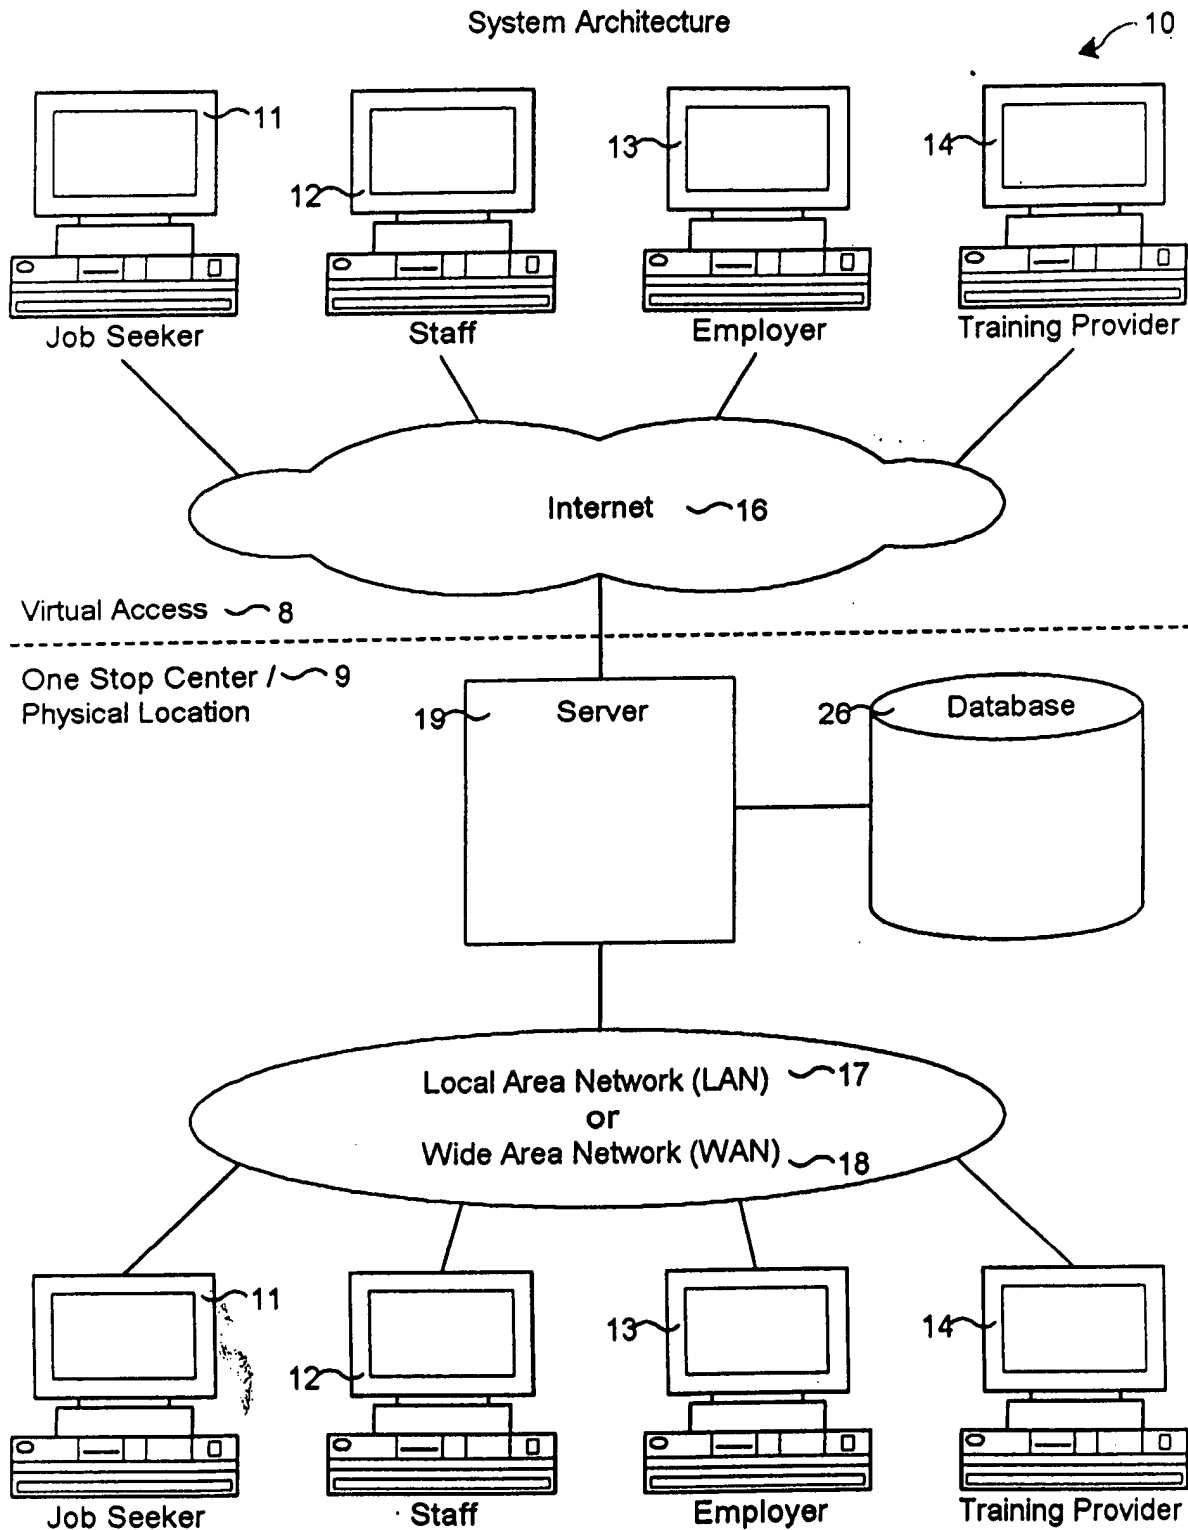 System Architecture
10
11
12
13
14
Job Seeker
Staff
Employer
Training Provider
Internet 16
Virtual Access 8
One Stop Center / 9
Physical Location
19
Server
26
Database
Local Area Network (LAN) 17
or
Wide Area Network (WAN) 18
11
12
13
14
Job Seeker
Staff
Employer
Training Provider